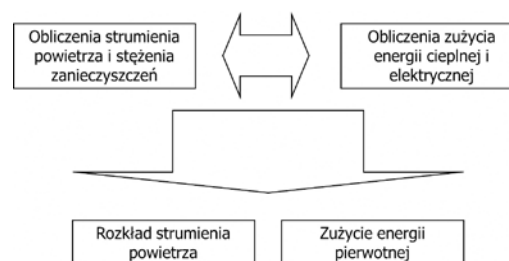 Obliczenia strumienia
powietrza i stężenia
zanieczyszczeń
Obliczenia zużycia
energii cieplnej i
elektrycznej
Rozkład strumienia
powietrza
Zużycie energii
pierwotnej